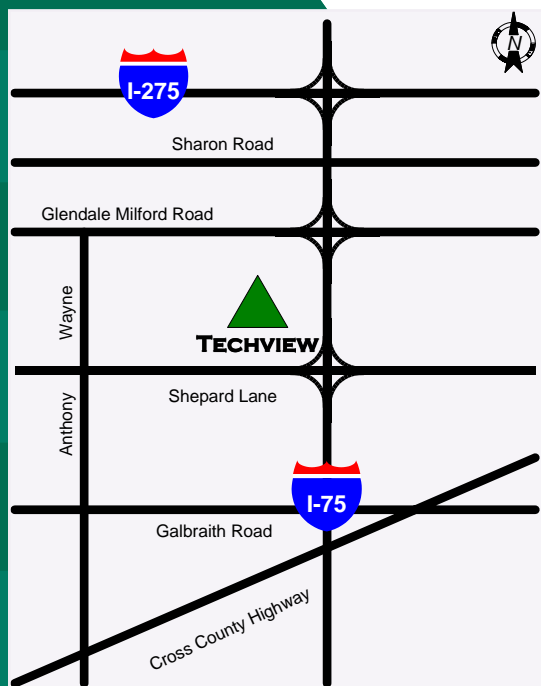 N
I-275
Sharon Road
Glendale Milford Road
Wayne
TECHVIEW
Anthony
Shepard Lane
I-75
Galbraith Road
Cross County Highway